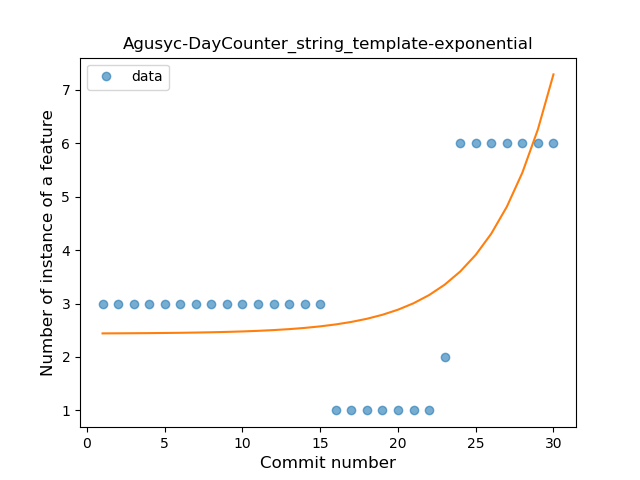 Agusyc-DayCounter_string_template-exponential
data
Number of instance of a feature
7
6
5
4
3
2
1
0 5 10 15 20 25 30
Commit number